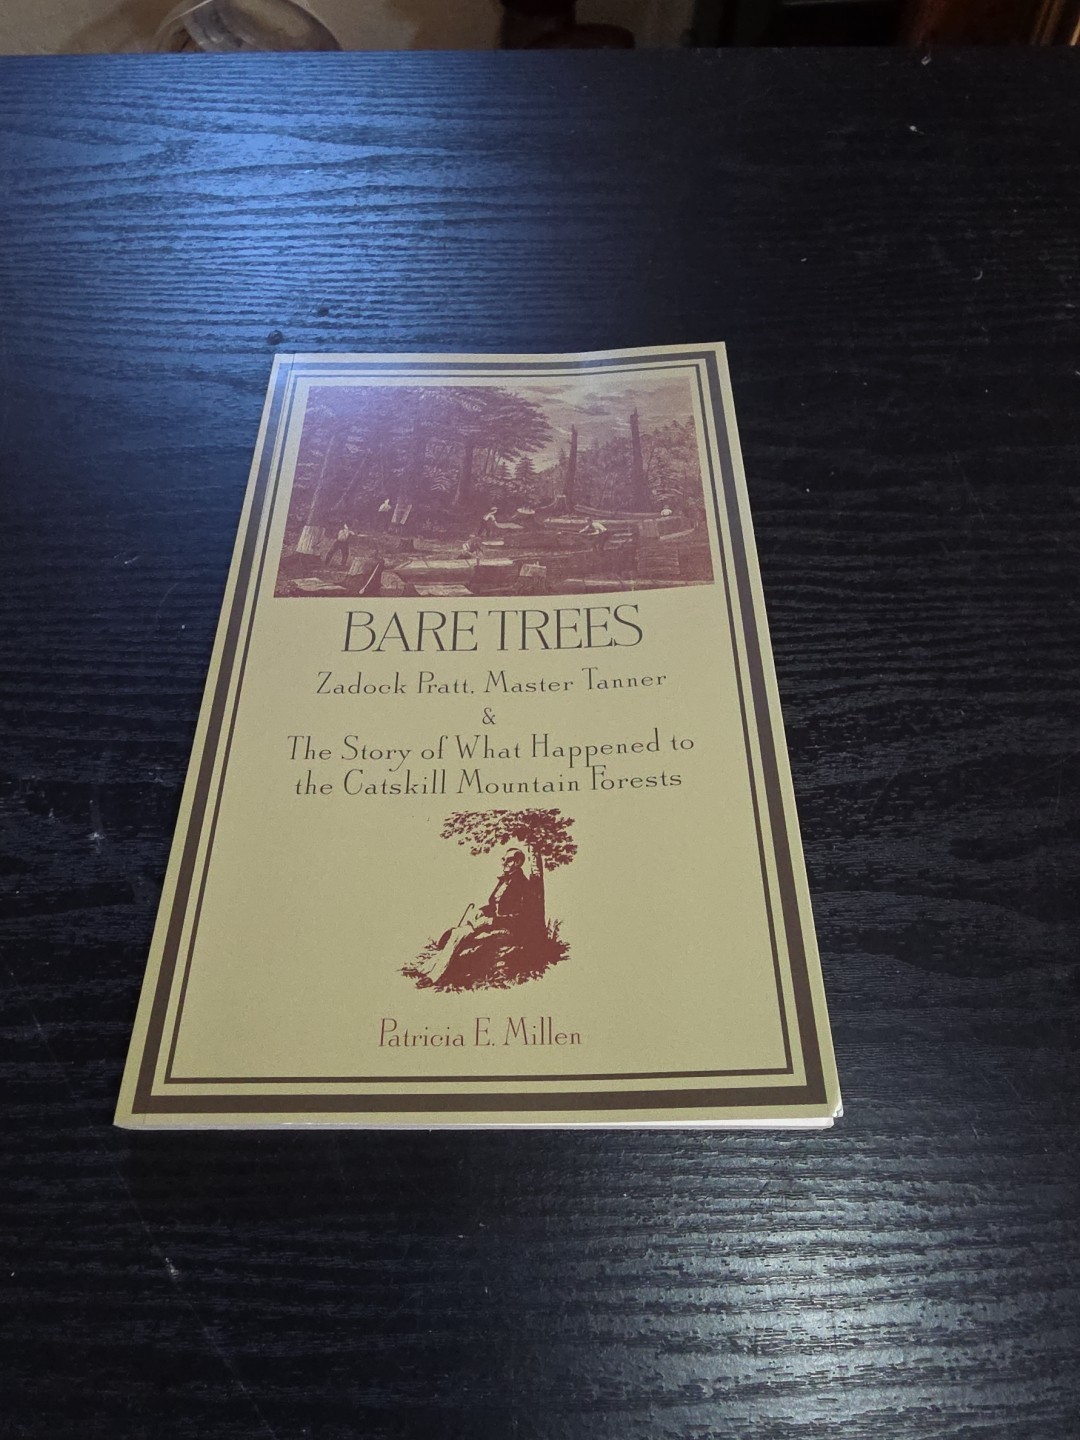 BARE TREES
Zadock Pratt, Master Tanner
&
The Story of What Happened to
the Catskill Mountain Forests
Patricia E. Millen